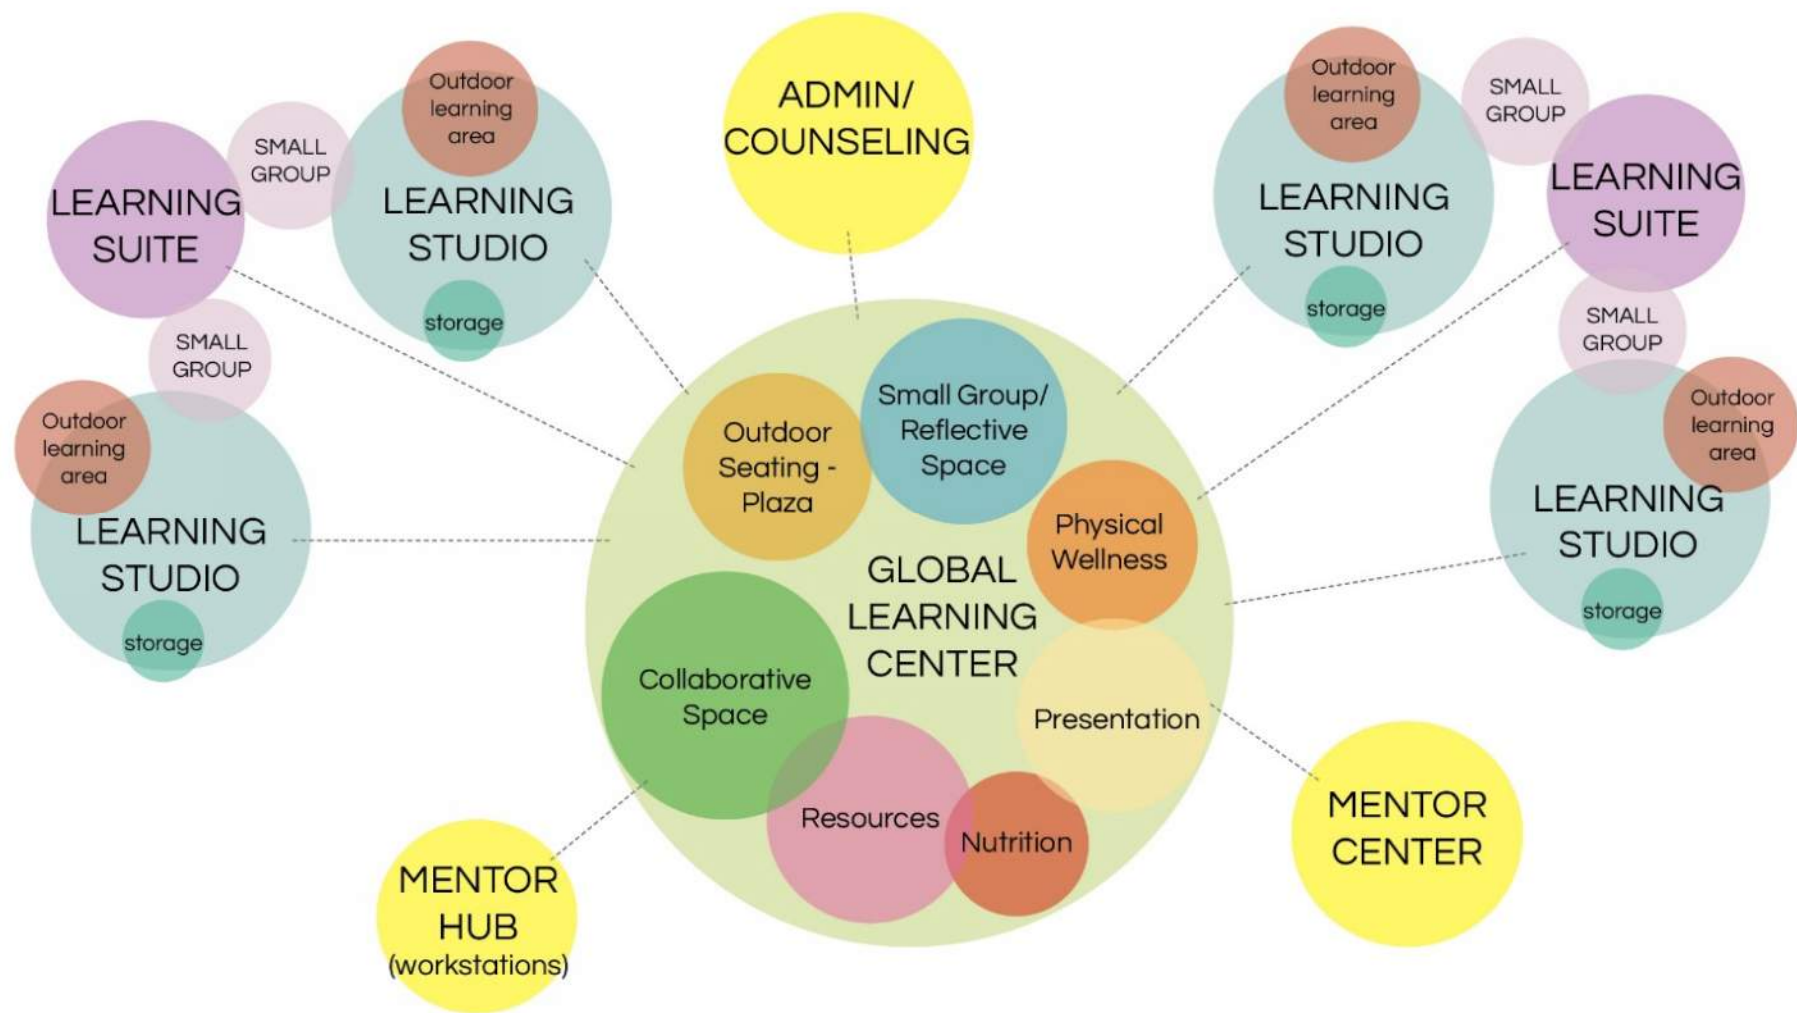 Outdoor
learning
area
SMALL
GROUP
LEARNING
SUITE
LEARNING
STUDIO
storage
SMALL
GROUP
Outdoor
learning
area
LEARNING
STUDIO
storage
ADMIN/
COUNSELING
Outdoor
learning
area
SMALL
GROUP
LEARNING
STUDIO
LEARNING
SUITE
storage
SMALL
GROUP
Outdoor
learning
area
LEARNING
STUDIO
storage
Outdoor
Seating -
Plaza
Small Group/
Reflective
Space
Physical
Wellness
GLOBAL
LEARNING
CENTER
Collaborative
Space
Presentation
Resources
Nutrition
MENTOR
HUB
(workstations)
MENTOR
CENTER